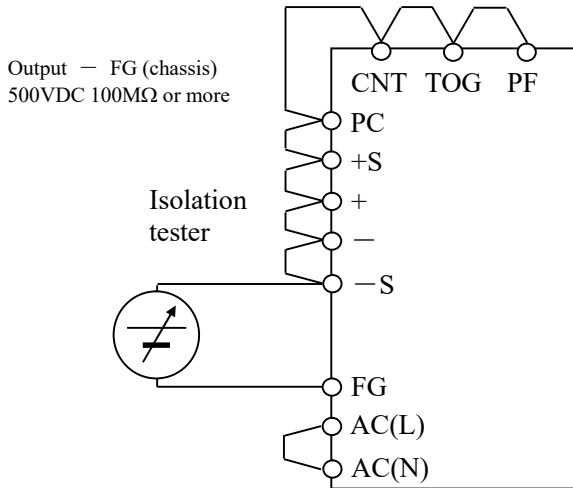 Output － FG (chassis)
500VDC 100MΩ or more
CNT TOG PF
PC
+S
+
－
－S
Isolation
tester
FG
AC(L)
AC(N)